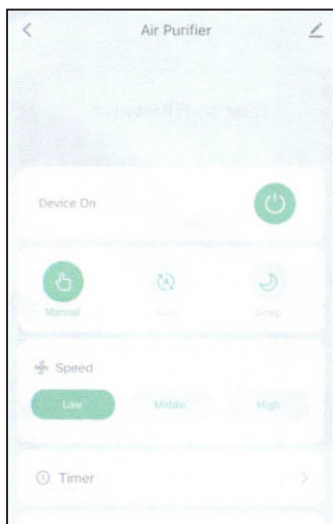 Air Purifier
Device On
Manual Auto Sleep
Speed
Low Middle High
Timer